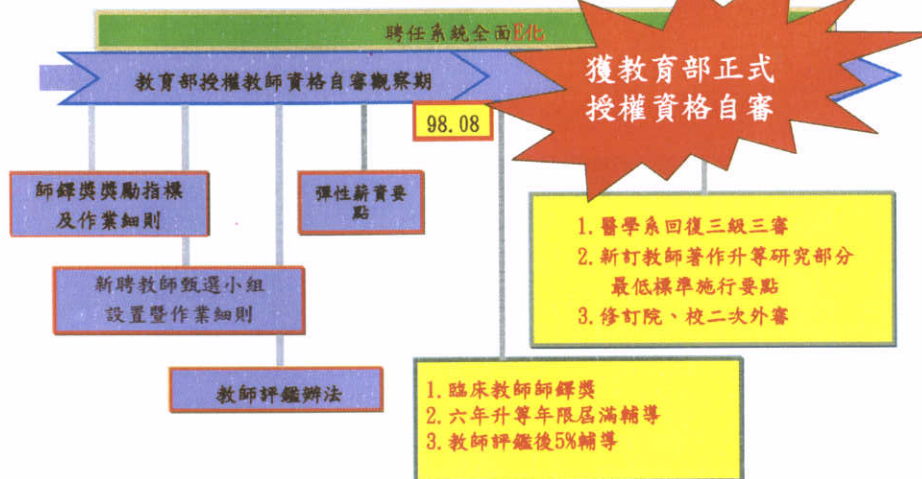 聘任系統全面E化
教育部授權教師資格自審觀察期
獲教育部正式
授權資格自審
98.08
師鐸獎獎勵指標
及作業細則
彈性薪資要
點
新聘教師甄選小組
設置暨作業細則
教師評鑑辦法
1.醫學系回復三級三審
2.新訂教師著作升等研究部分
最低標準施行要點
3.修訂院、校二次外審
1.臨床教師師鐸獎
2.六年升等年限屆滿輔導
3.教師評鑑後5%輔導